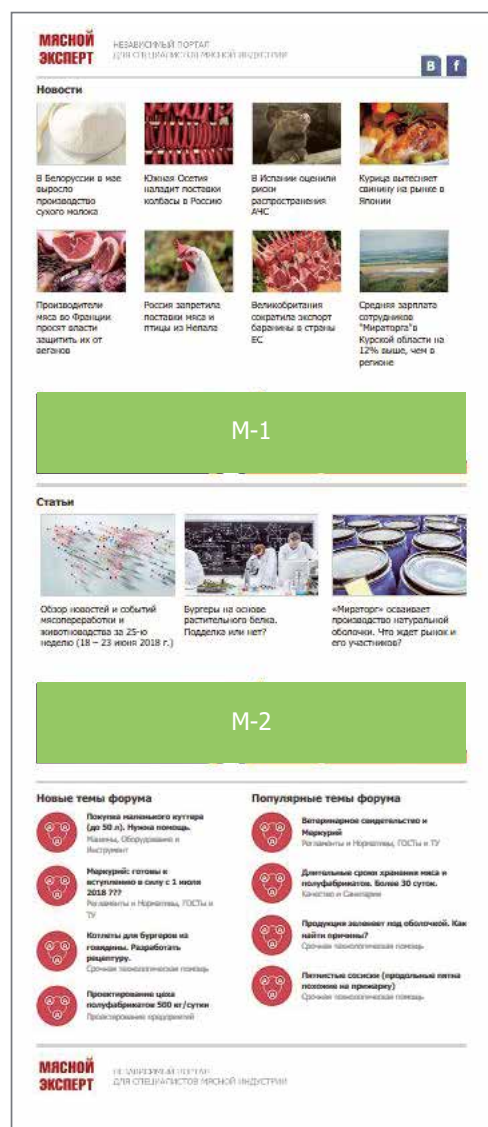 МЯСНОЙ
ЭКСПЕРТ
НЕЗАВИСИМЫЙ ПОРТАЛ
ДЛЯ СПЕЦИАЛИСТОВ МЯСНОЙ ИНДУСТРИИ
В f
Новости
В Белоруссии в мае
выросло
производство
сухого молока
Южная Осетия
наладит поставки
колбасы в Россию
В Испании оценили
риски
распространения
АЧС
Курица вытесняет
свинину на рынке в
Японии
Производители
мяса во Франции
просят власти
защитить их от
веганов
Россия запретила
поставки мяса и
птицы из Непала
Великобритания
сократила экспорт
баранины в страны
ЕС
Средняя зарплата
сотрудников
"Мираторга"в
Курской области на
12% выше, чем в
регионе
М-1
Статьи
Обзор новостей и событий
мясопереработки и
животноводства за 25-ю
неделю (18 – 23 июня 2018 г.)
Бургеры на основе
растительного белка.
Подделка или нет?
«Мираторг» осваивает
производство натуральной
оболочки. Что ждет рынок и
его участников?
М-2
Новые темы форума
Покупка маленького куттера
(до 50 л). Нужна помощь.
Машины, Оборудование и
Инструмент
Меркурий: готовы к
вступлению в силу с 1 июля
2018 ???
Регламенты и Нормативы, ГОСТы и
ТУ
Котлеты для бургеров из
говядины. Разработать
рецептуру.
Срочная технологическая помощь
Проектирование цеха
полуфабрикатов 500 кг/сутки
Проектирование предприятий
Популярные темы форума
Ветеринарное свидетельство и
Меркурий
Регламенты и Нормативы, ГОСТы и ТУ
Длительные сроки хранения мяса и
полуфабрикатов. Более 30 суток.
Качество и Санитария
Продукция зеленеет под оболочкой. Как
найти причины?
Срочная технологическая помощь
Пятнистые сосиски (продольные пятна
похожие на прижарку)
Срочная технологическая помощь
МЯСНОЙ
ЭКСПЕРТ
НЕЗАВИСИМЫЙ ПОРТАЛ
ДЛЯ СПЕЦИАЛИСТОВ МЯСНОЙ ИНДУСТРИИ